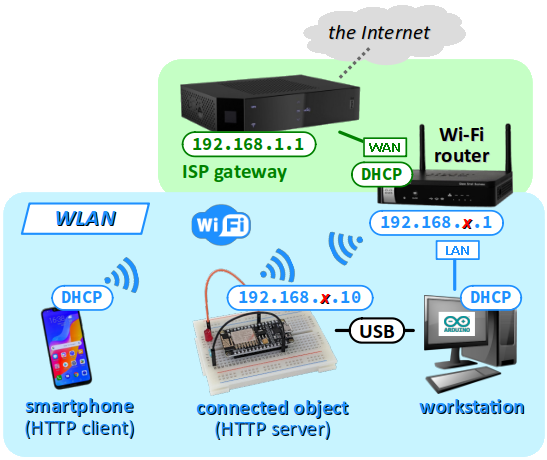 the Internet
192.168.1.1
ISP gateway
WAN
DHCP
Wi-Fi
router
WLAN
Wi Fi
192.168.x.1
LAN
DHCP
192.168.x.10
DHCP
USB
ARDUINO
smartphone
(HTTP client)
connected object
(HTTP server)
workstation